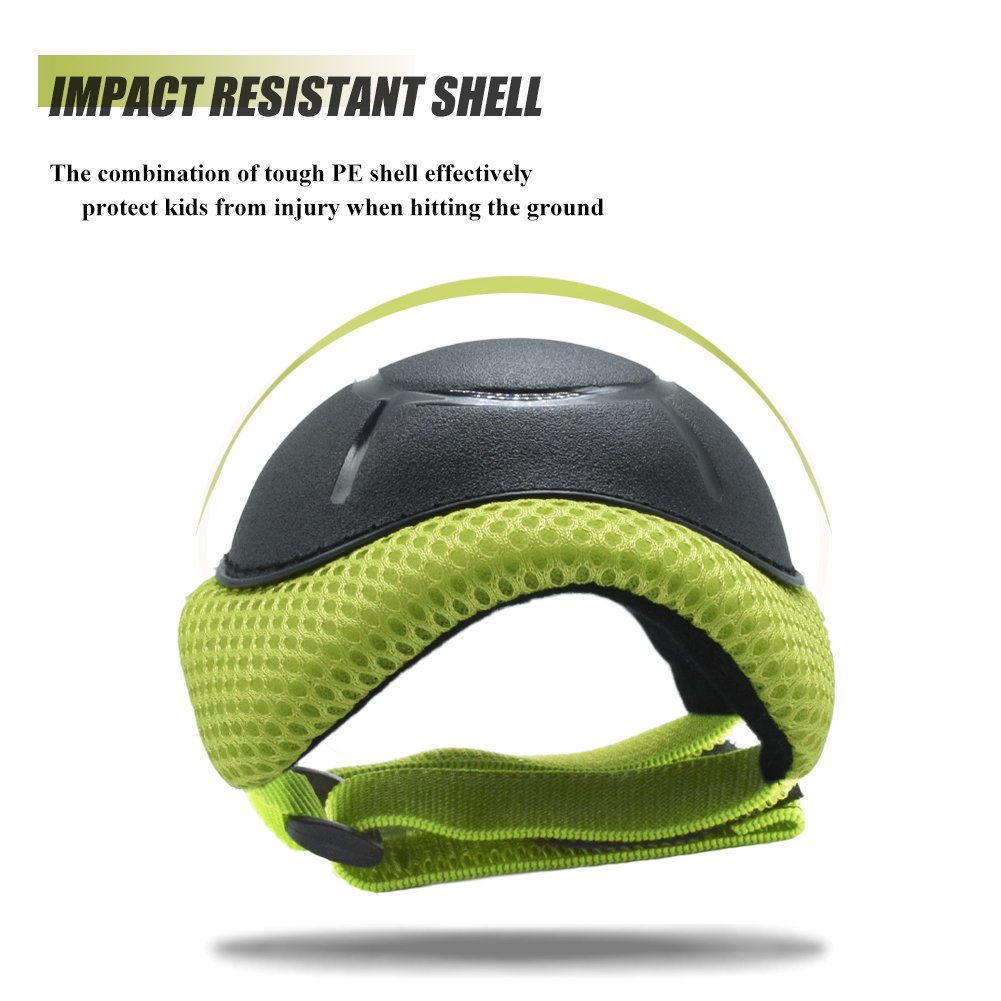 IMPACT RESISTANT SHELL
The combination of tough PE shell effectively
protect kids from injury when hitting the ground